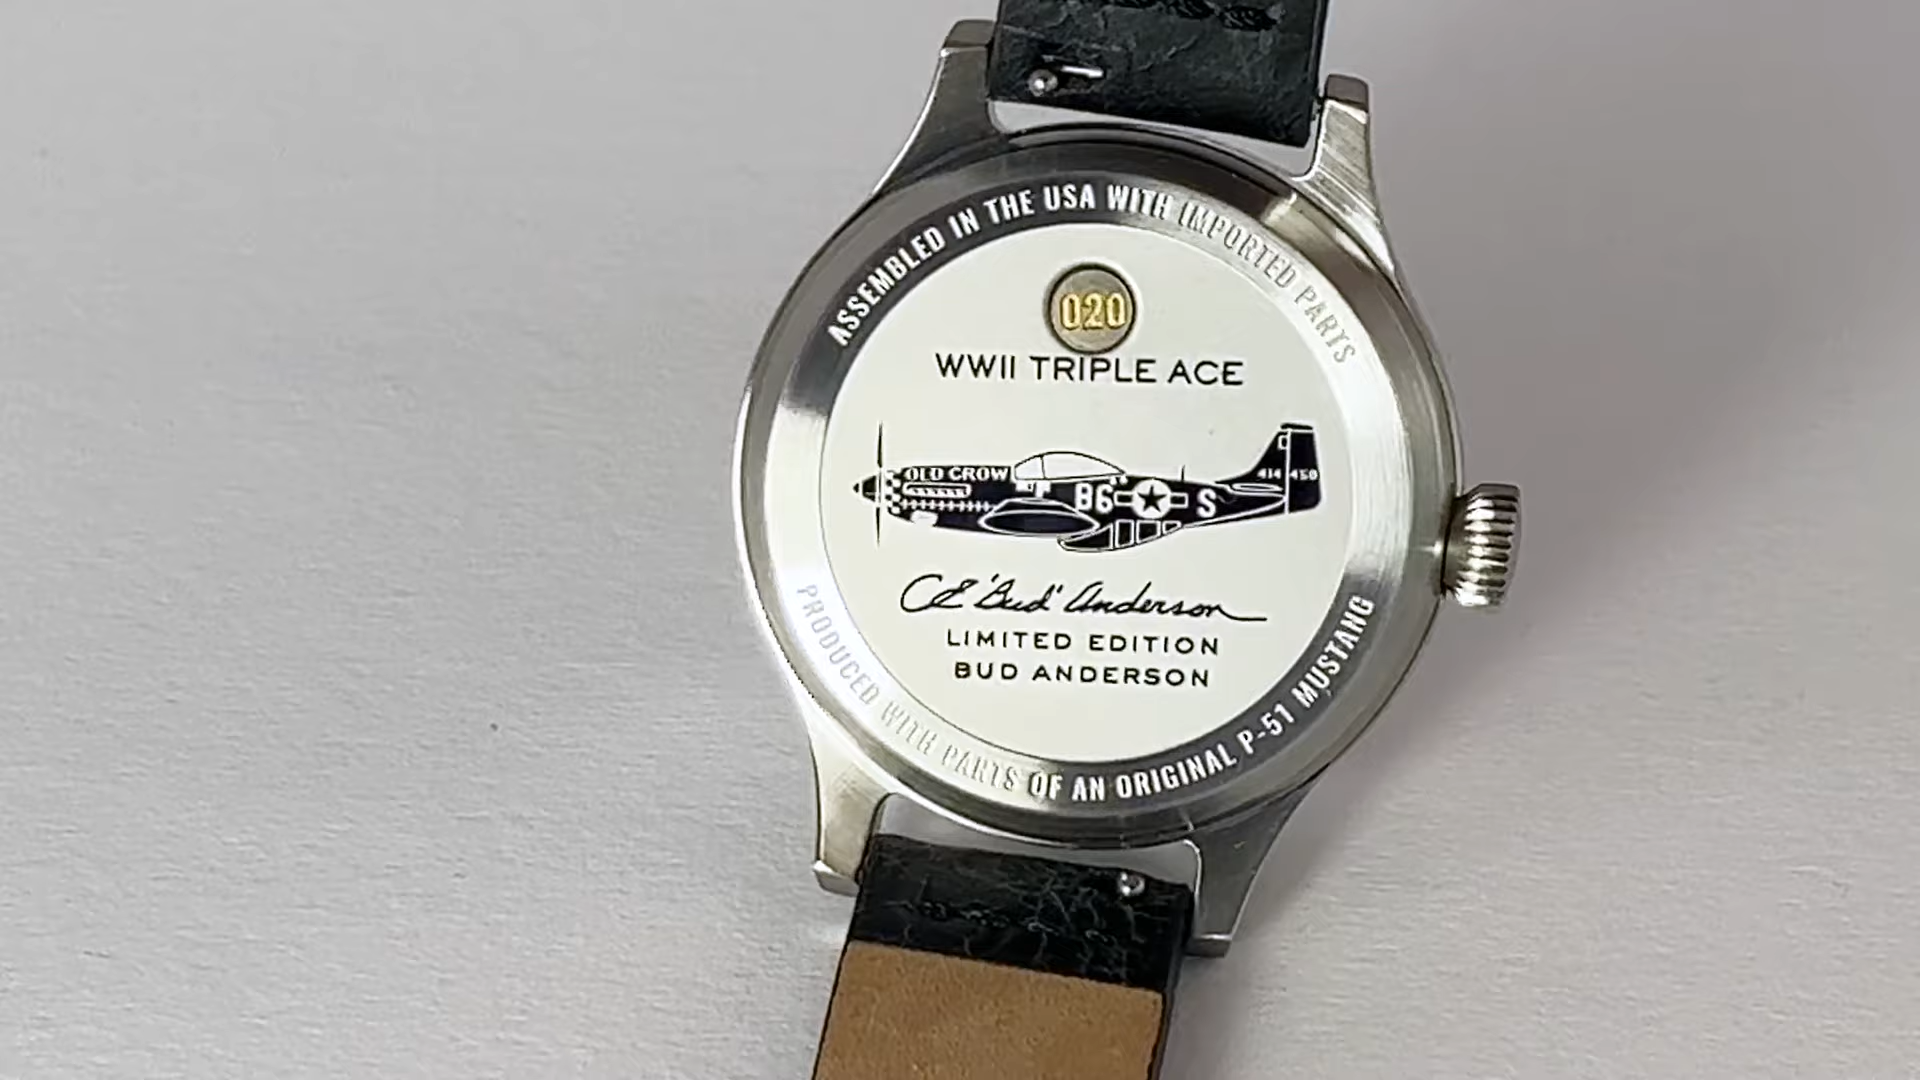 ASSEMBLED IN THE USA WITH IMPORTED PARTS
020
WWII TRIPLE ACE
OLD CROW
B6 S
414 450
CE "Bud" Anderson
LIMITED EDITION
BUD ANDERSON
PRODUCED WITH PARTS OF AN ORIGINAL P-51 MUSTANG